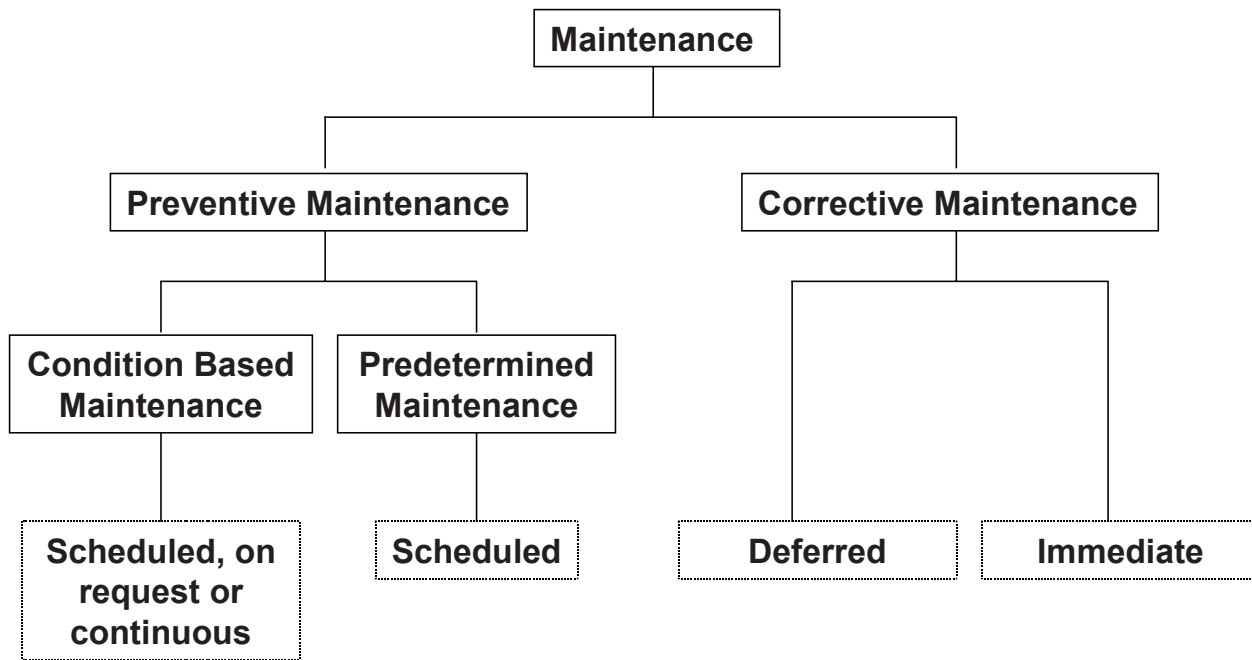 Maintenance
Preventive Maintenance
Corrective Maintenance
Condition Based
Maintenance
Predetermined
Maintenance
Scheduled, on
request or
continuous
Scheduled
Deferred
Immediate